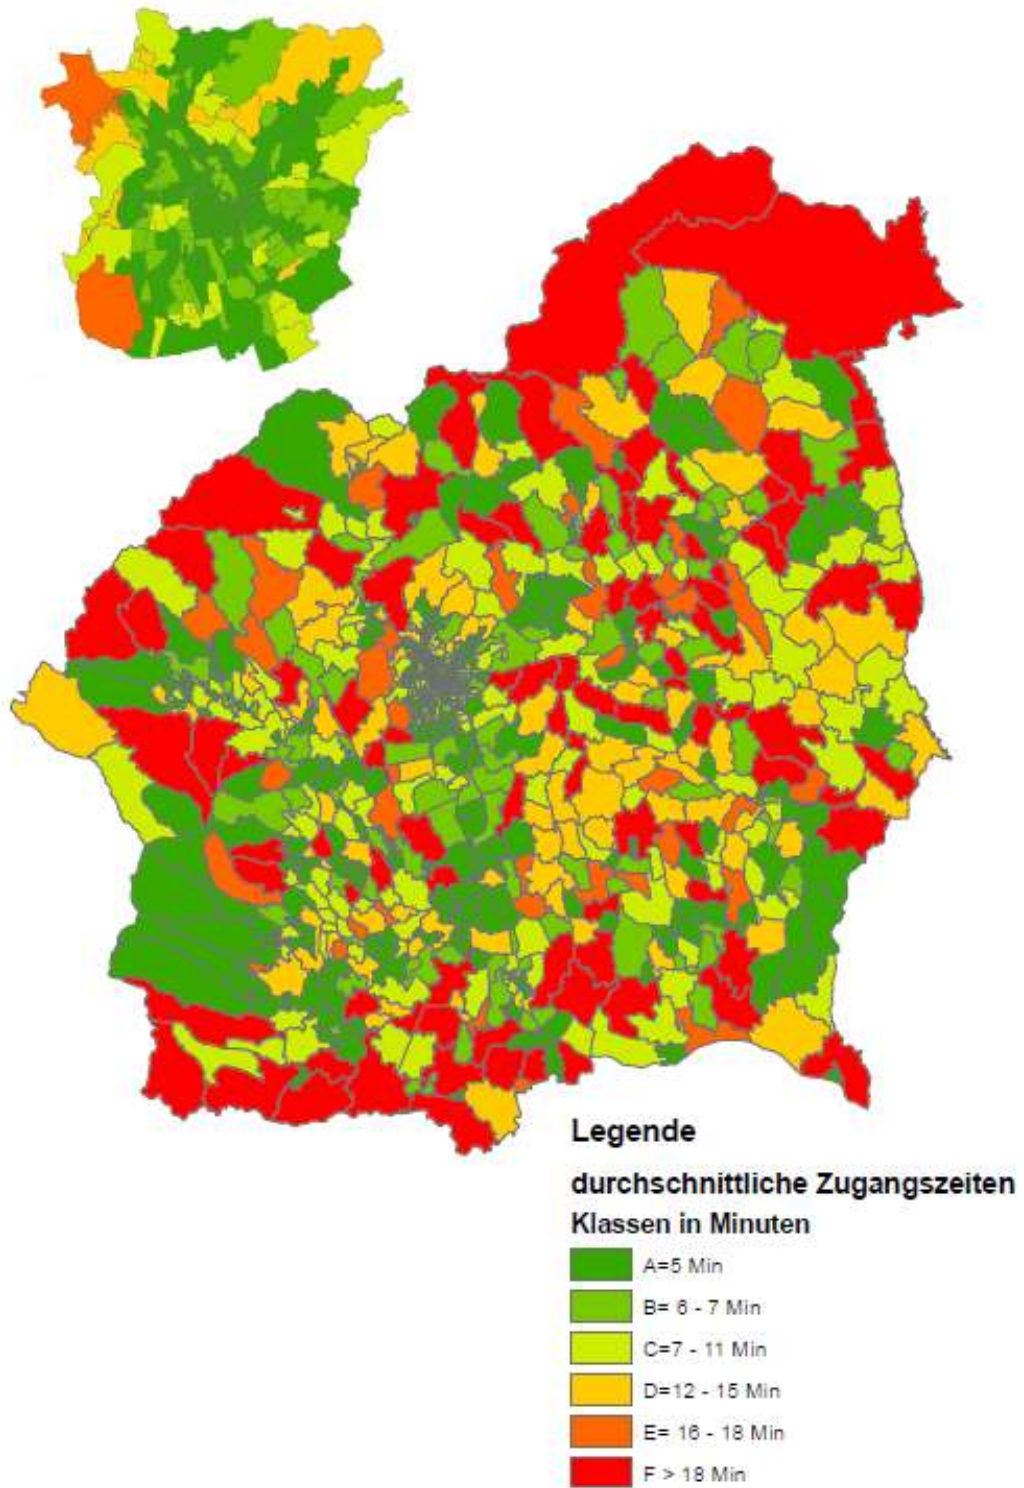 Legende
durchschnittliche Zugangszeiten
Klassen in Minuten
A=5 Min
B= 6 - 7 Min
C=7 - 11 Min
D=12 - 15 Min
E= 16 - 18 Min
F > 18 Min